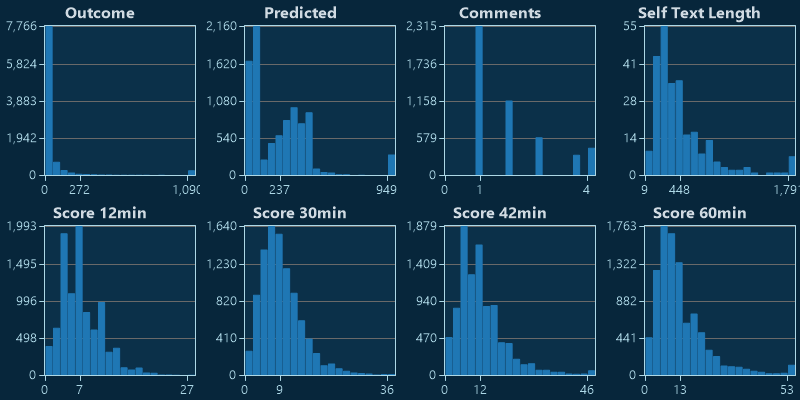 Outcome
7,766
5,824
3,883
1,942
0
0 272 1,090
Predicted
2,160
1,620
1,080
540
0
0 237 949
Comments
2,315
1,736
1,158
579
0
0 1 4
Self Text Length
55
41
28
14
0
9 448 1,791
Score 12min
1,993
1,495
996
498
0
0 7 27
Score 30min
1,640
1,230
820
410
0
0 9 36
Score 42min
1,879
1,409
939
470
0
0 12 46
Score 60min
1,763
1,322
882
441
0
0 13 53